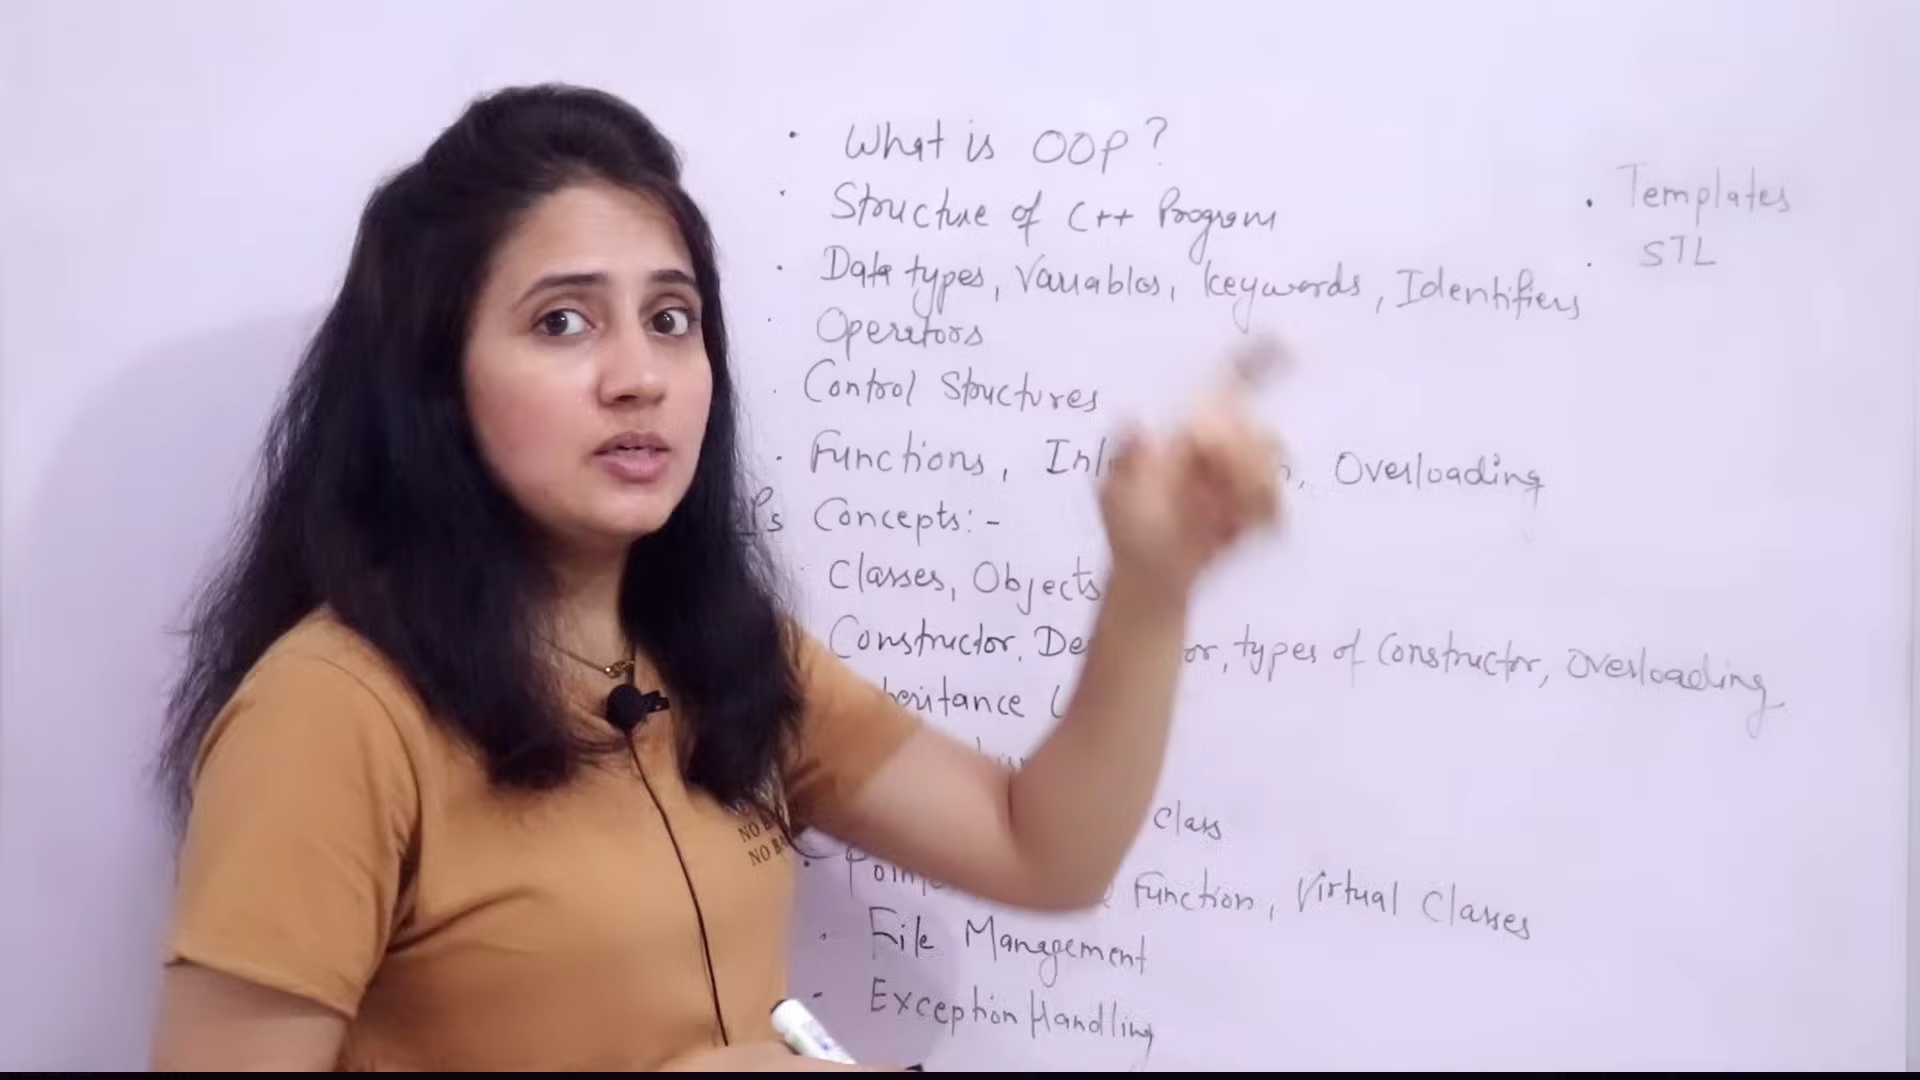 What is OOP?
Structure of C++ Program
Data types, Variables, Keywords, Identifiers
Operators
Control Structures
Functions, Overloading
Concepts:-
Classes, Objects
Constructor, types of Constructor, Overloading
Class
Function, Virtual Classes
File Management
Exception Handling
Templates
STL
NO
NO